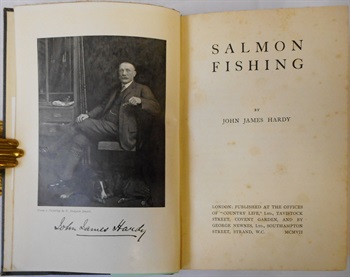 John James Hardy
SALMON
FISHING
BY
JOHN JAMES HARDY
LONDON: PUBLISHED AT THE OFFICES
OF "COUNTRY LIFE," LTD., TAVISTOCK
STREET, COVENT GARDEN, AND BY
GEORGE NEWNES, LTD., SOUTHAMPTON
STREET, STRAND, W.C. MCMVII